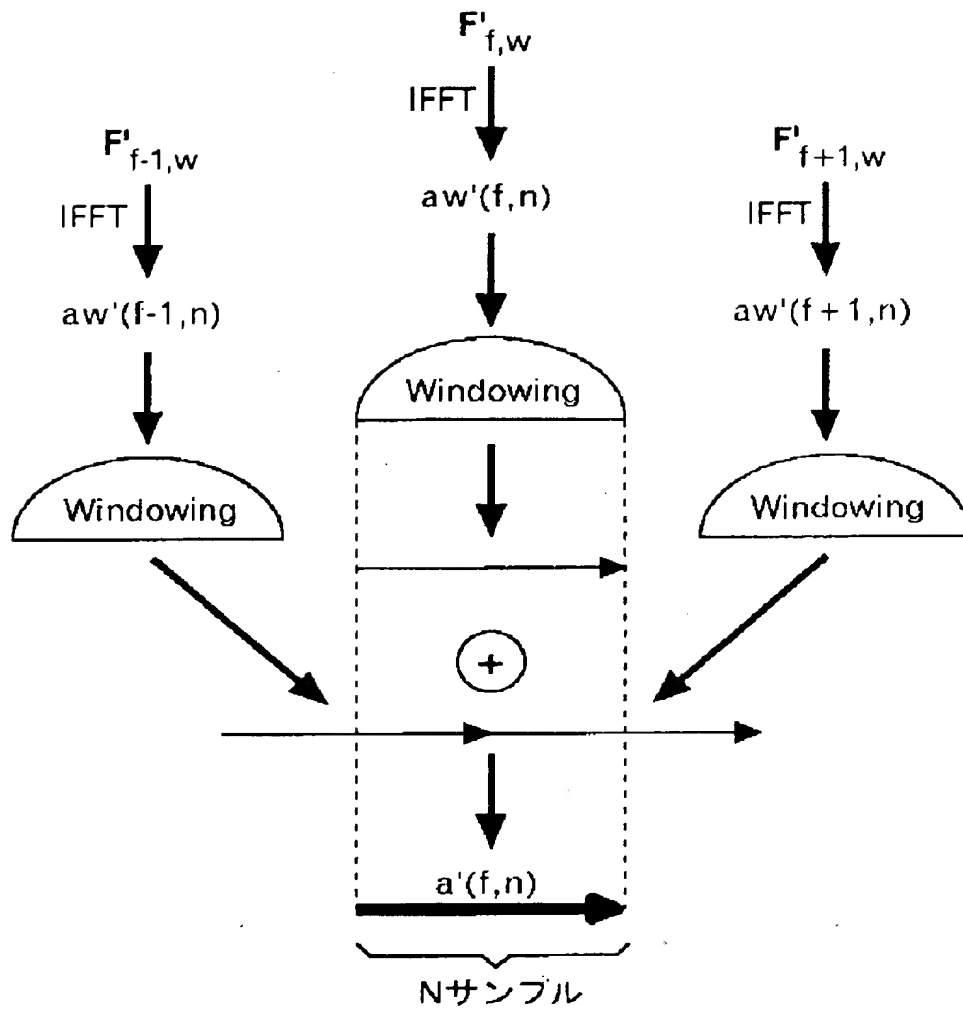 F'f,w
IFFT
F'f-1,w
F'f+1,w
IFFT
aw'(f,n)
IFFT
aw'(f-1,n)
aw'(f+1,n)
Windowing
Windowing
Windowing
+
a'(f,n)
Nサンプル